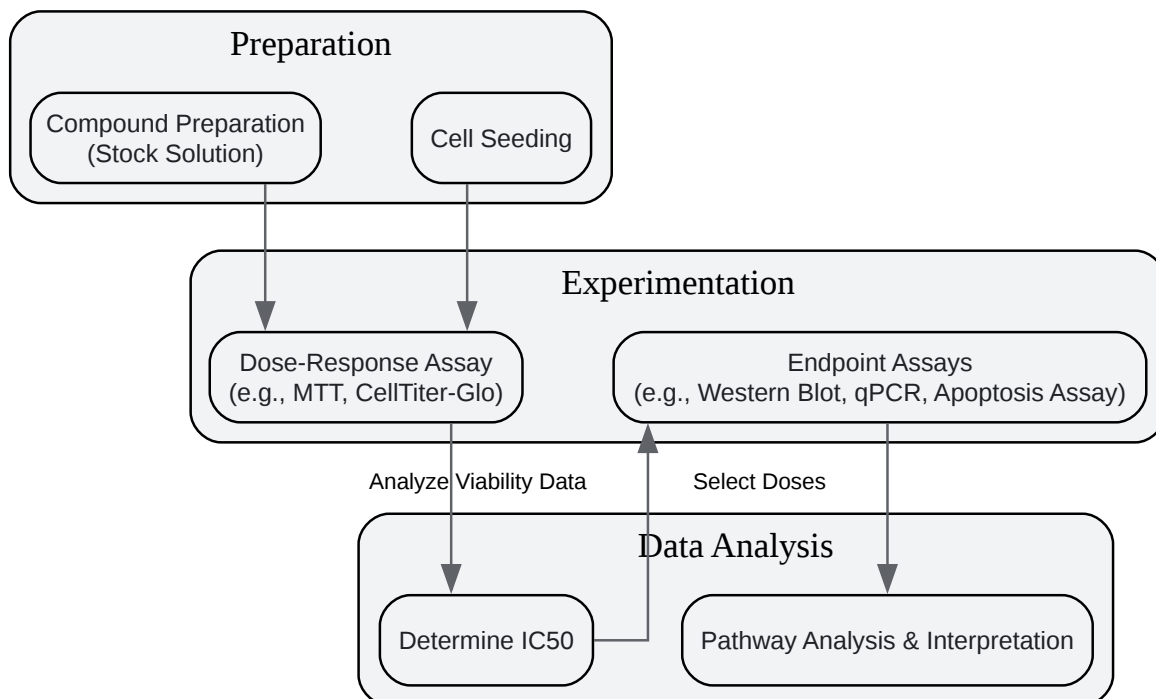 Preparation
Compound Preparation
(Stock Solution)
Cell Seeding
Experimentation
Dose-Response Assay
(e.g., MTT, CellTiter-Glo)
Endpoint Assays
(e.g., Western Blot, qPCR, Apoptosis Assay)
Analyze Viability Data
Select Doses
Data Analysis
Determine IC50
Pathway Analysis & Interpretation